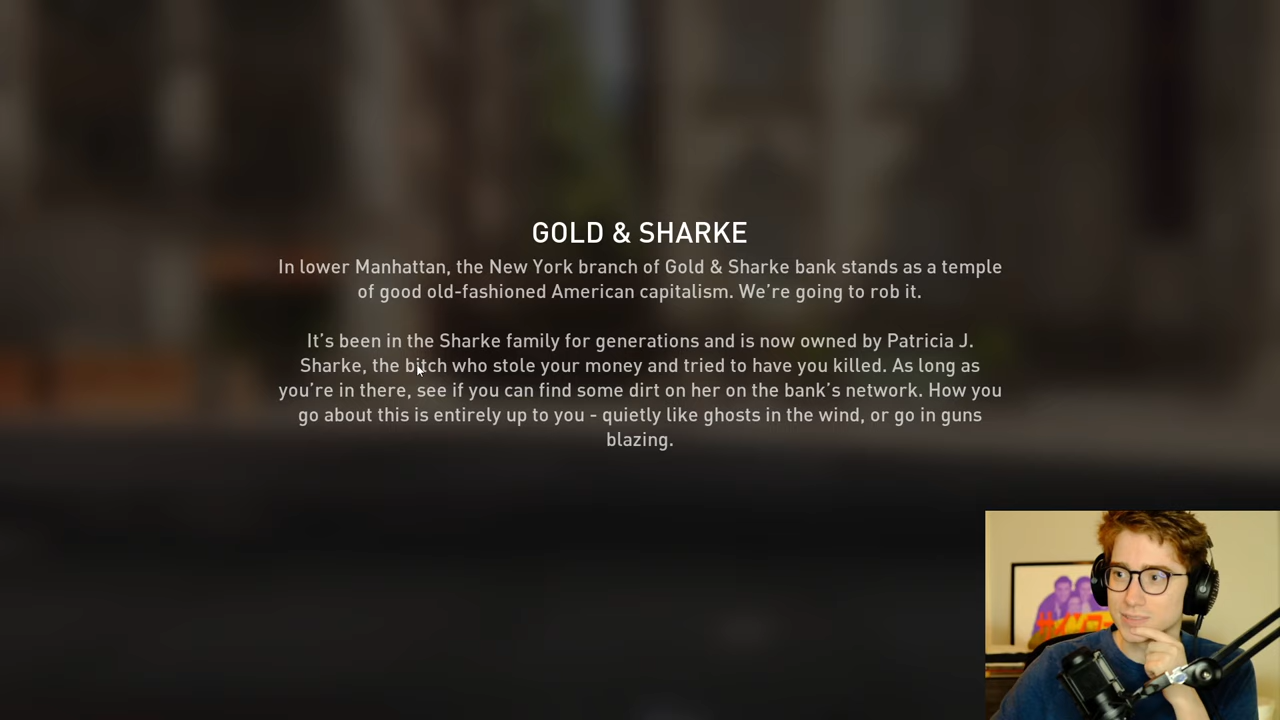 GOLD & SHARKE
In lower Manhattan, the New York branch of Gold & Sharke bank stands as a temple
of good old-fashioned American capitalism. We’re going to rob it.
It’s been in the Sharke family for generations and is now owned by Patricia J.
Sharke, the bitch who stole your money and tried to have you killed. As long as
you’re in there, see if you can find some dirt on her on the bank’s network. How you
go about this is entirely up to you - quietly like ghosts in the wind, or go in guns
blazing.